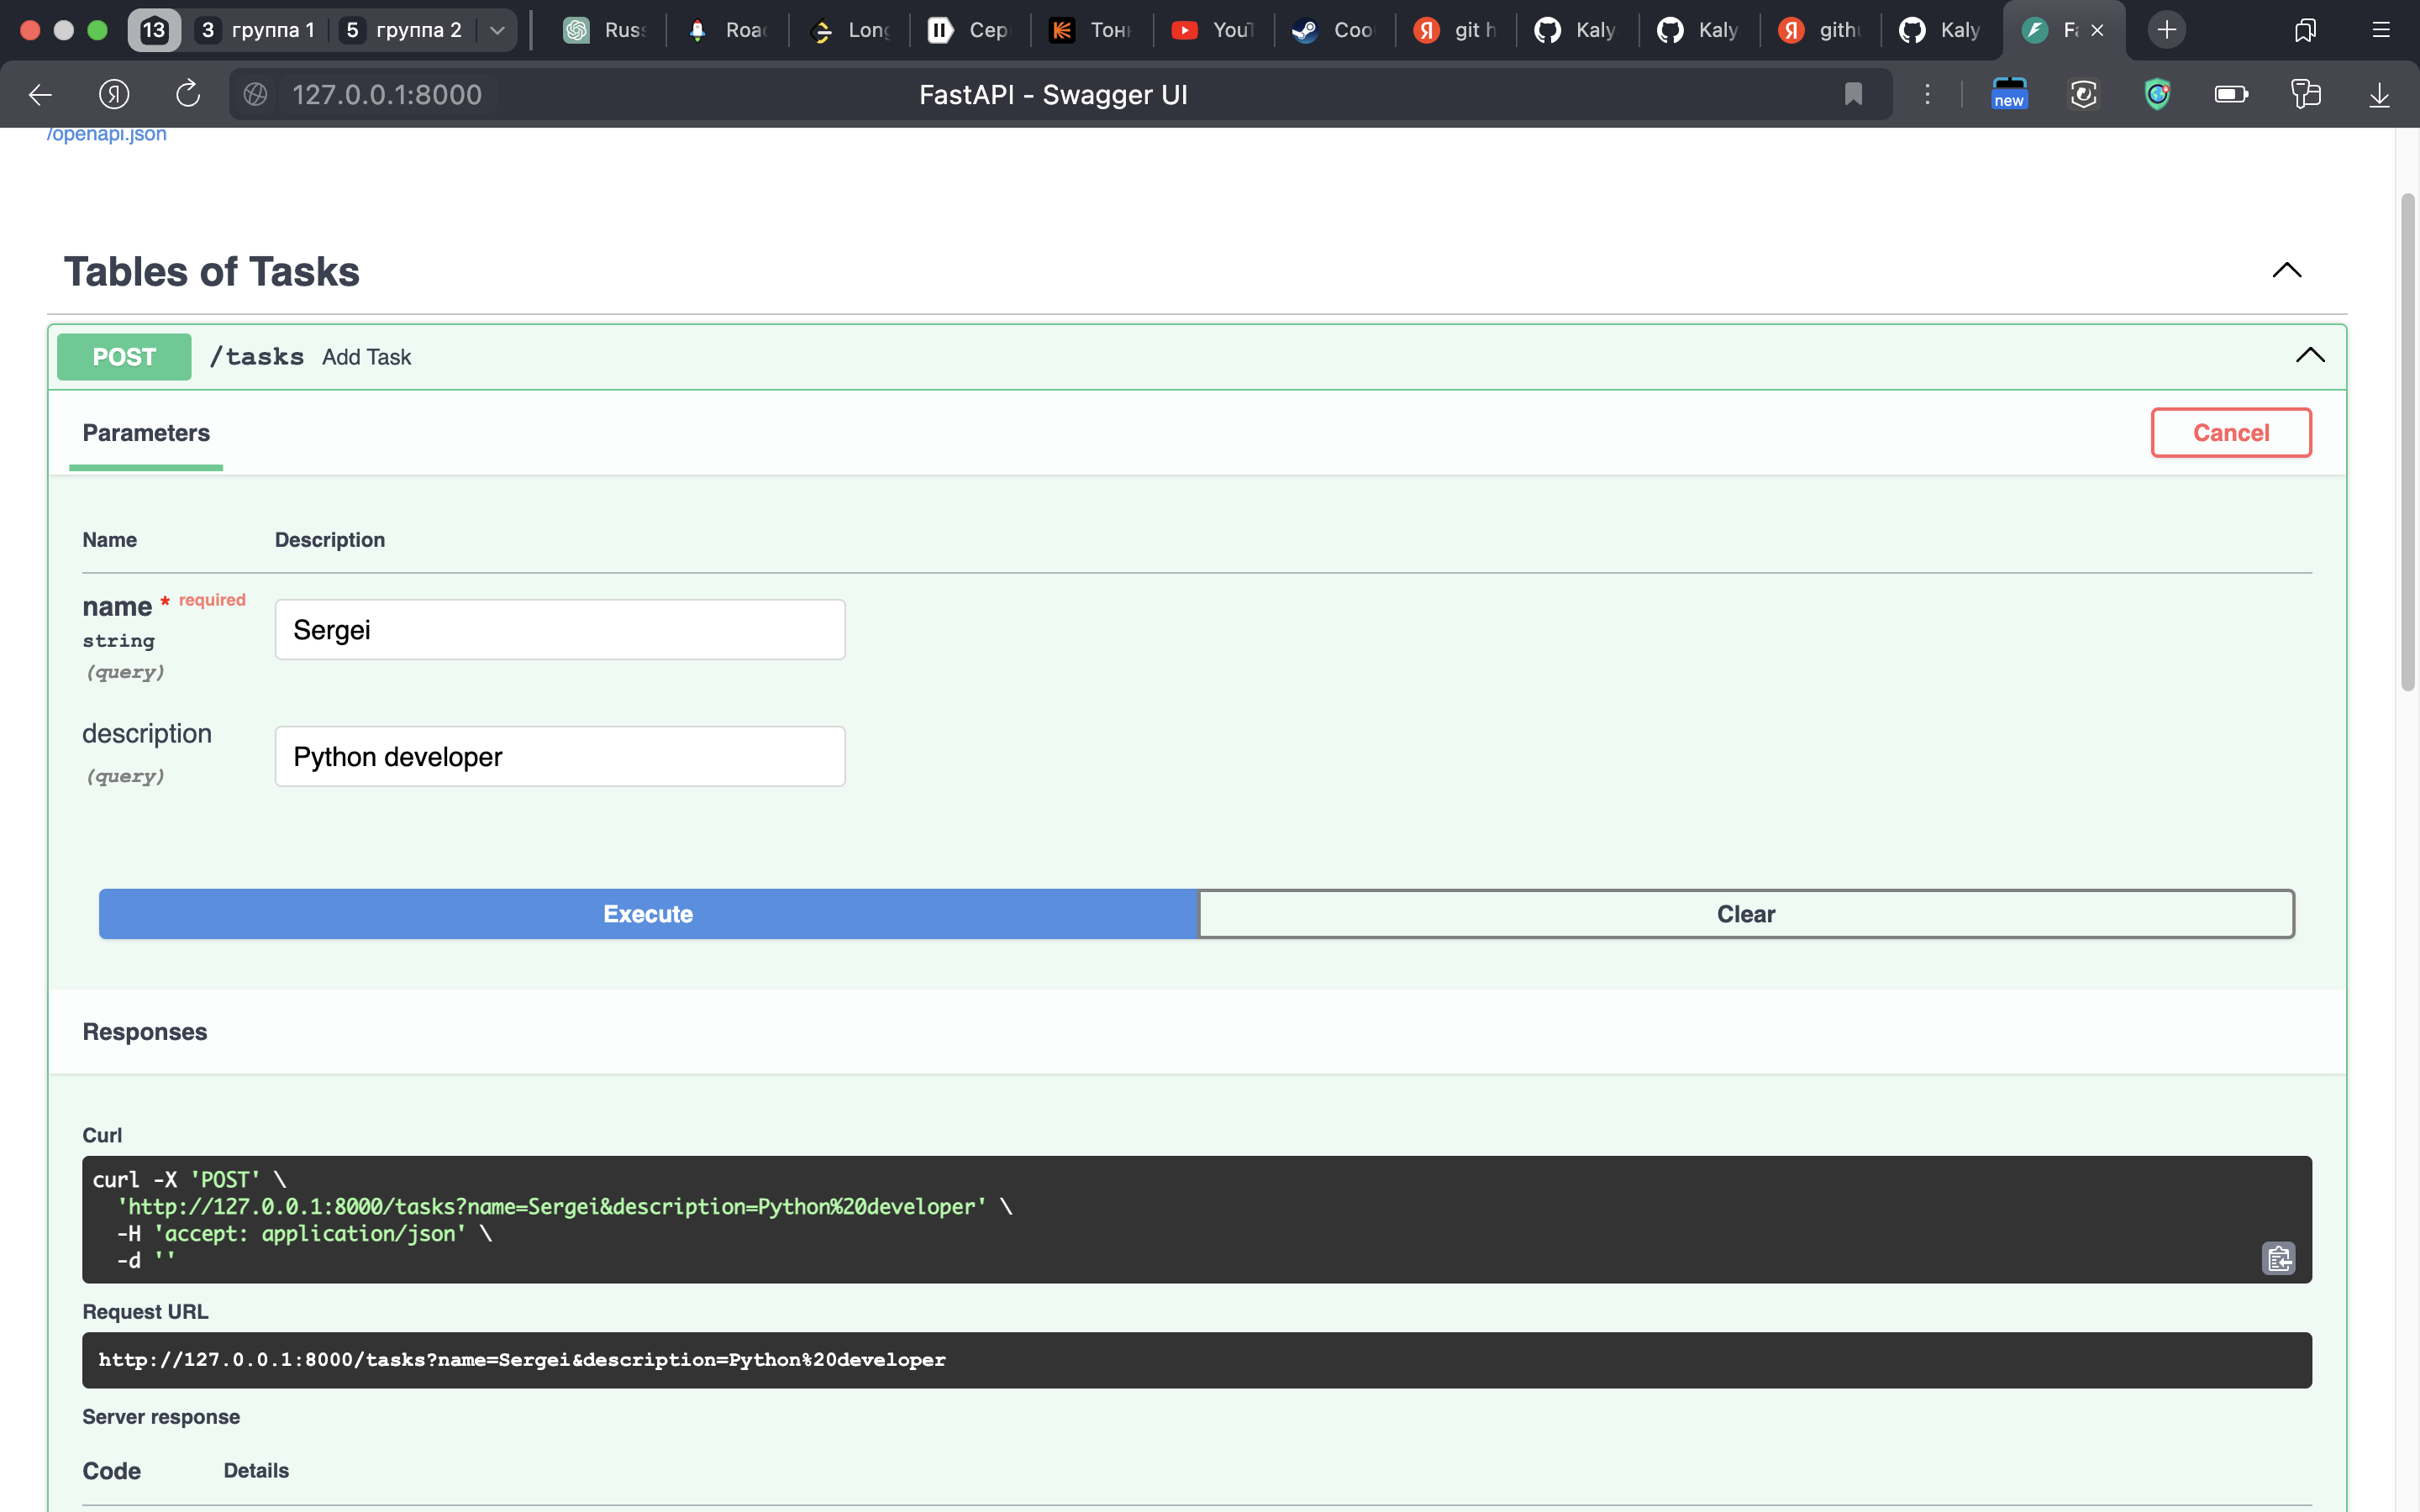 13 3 группа 1 5 группа 2 Russ Road Long Сер Тон YouT Coo git h Kaly Kaly gith Kaly Fa
Я 127.0.0.1:8000 FastAPI - Swagger UI new
/openapi.json
Tables of Tasks
POST /tasks Add Task
Parameters Cancel
Name Description
name * required
Sergei
string
(query)
description
Python developer
(query)
Execute Clear
Responses
Curl
curl -X 'POST' \
'http://127.0.0.1:8000/tasks?name=Sergei&description=Python%20developer' \
-H 'accept: application/json' \
-d ''
Request URL
http://127.0.0.1:8000/tasks?name=Sergei&description=Python%20developer
Server response
Code Details